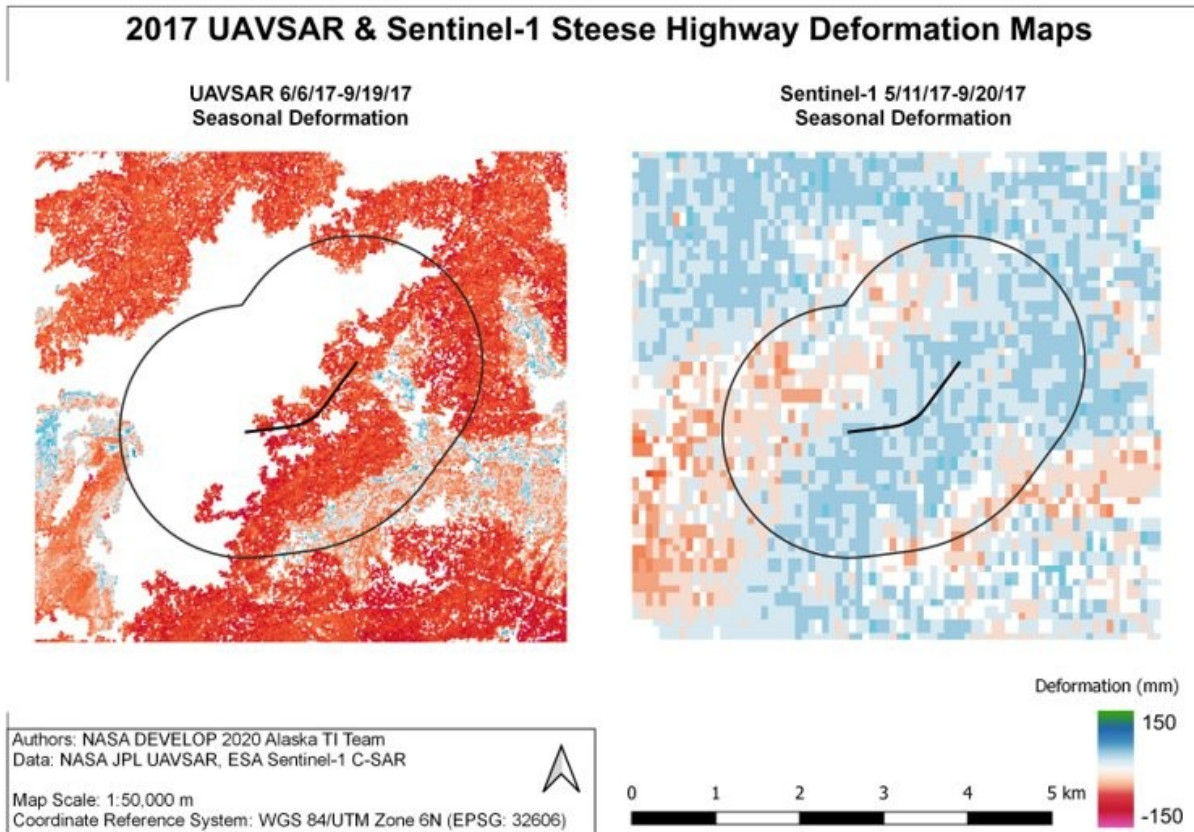 2017 UAVSAR & Sentinel-1 Steese Highway Deformation Maps
UAVSAR 6/6/17-9/19/17
Seasonal Deformation
Sentinel-1 5/11/17-9/20/17
Seasonal Deformation
Deformation (mm)
150
-150
Authors: NASA DEVELOP 2020 Alaska TI Team
Data: NASA JPL UAVSAR, ESA Sentinel-1 C-SAR
Map Scale: 1:50,000 m
Coordinate Reference System: WGS 84/UTM Zone 6N (EPSG: 32606)
0 1 2 3 4 5 km